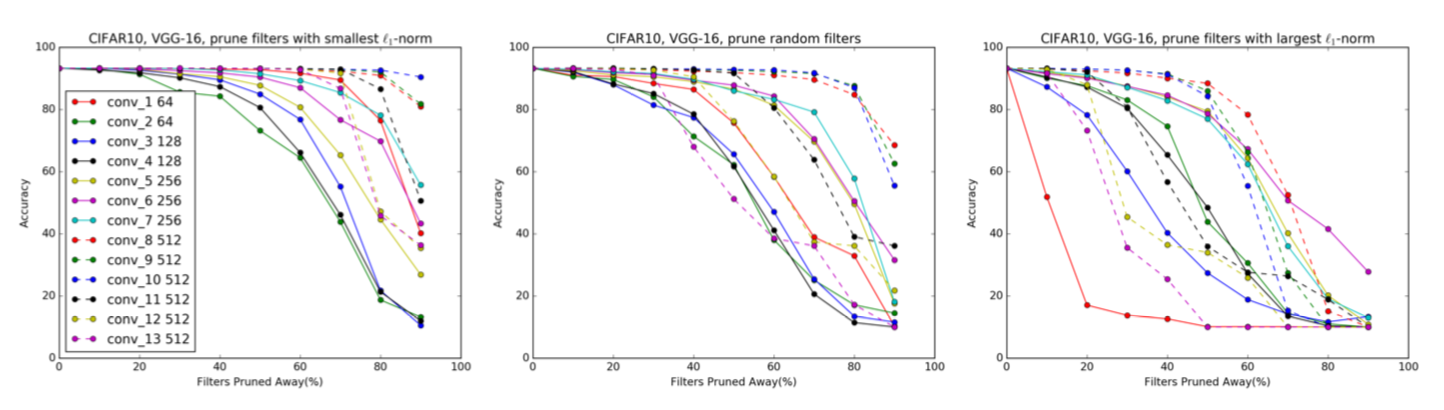 CIFAR10, VGG-16, prune filters with smallest ℓ₁-norm
100
80
60
40
20
0
Accuracy
conv_1 64
conv_2 64
conv_3 128
conv_4 128
conv_5 256
conv_6 256
conv_7 256
conv_8 512
conv_9 512
conv_10 512
conv_11 512
conv_12 512
conv_13 512
0 20 40 60 80 100
Filters Pruned Away(%)
CIFAR10, VGG-16, prune random filters
100
80
60
40
20
0
Accuracy
0 20 40 60 80 100
Filters Pruned Away(%)
CIFAR10, VGG-16, prune filters with largest ℓ₁-norm
100
80
60
40
20
0
Accuracy
0 20 40 60 80 100
Filters Pruned Away(%)